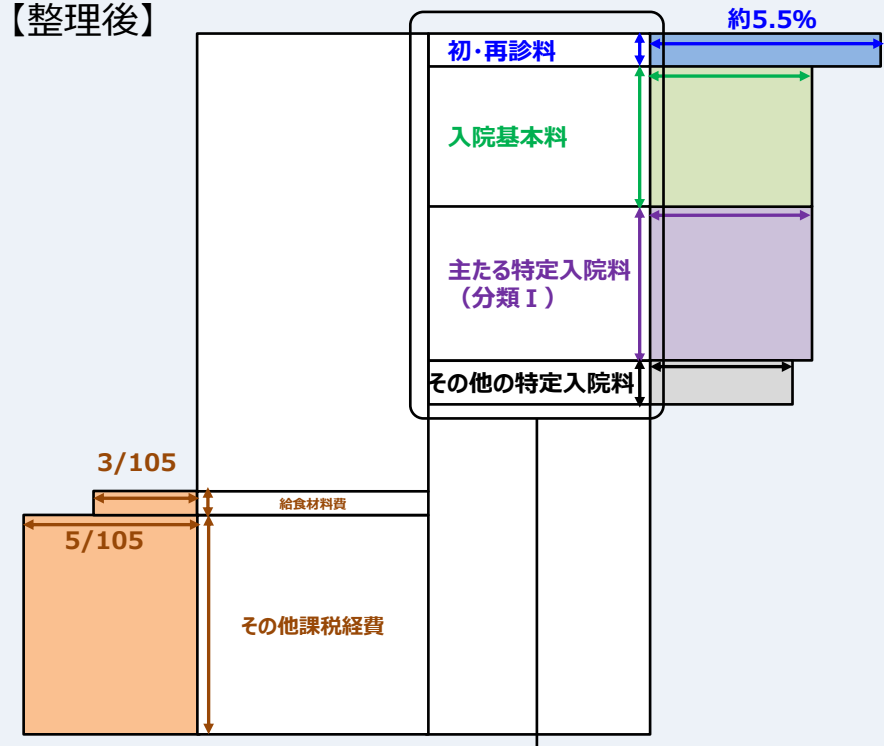 【整理後】
約5.5%
初・再診料
入院基本料
主たる特定入院料
（分類Ⅰ）
その他の特定入院料
3/105
給食材料費
5/105
その他課税経費